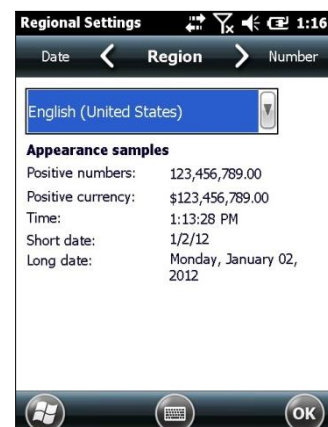 Regional Settings 1:16
Date Region Number
English (United States)
Appearance samples
Positive numbers: 123,456,789.00
Positive currency: $123,456,789.00
Time: 1:13:28 PM
Short date: 1/2/12
Long date: Monday, January 02,
2012
OK